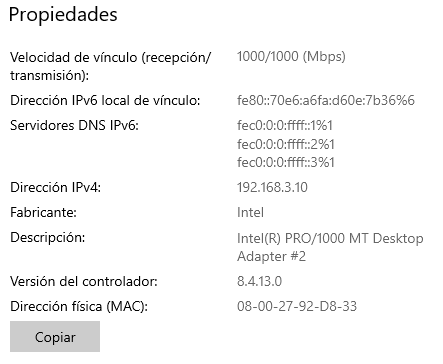 Propiedades
Velocidad de vínculo (recepción/
transmisión):
1000/1000 (Mbps)
Dirección IPv6 local de vínculo:
fe80::70e6:a6fa:d60e:7b36%6
Servidores DNS IPv6:
fec0:0:0:ffff::1%1
fec0:0:0:ffff::2%1
fec0:0:0:ffff::3%1
Dirección IPv4:
192.168.3.10
Fabricante:
Intel
Descripción:
Intel(R) PRO/1000 MT Desktop
Adapter #2
Versión del controlador:
8.4.13.0
Dirección física (MAC):
08-00-27-92-D8-33
Copiar